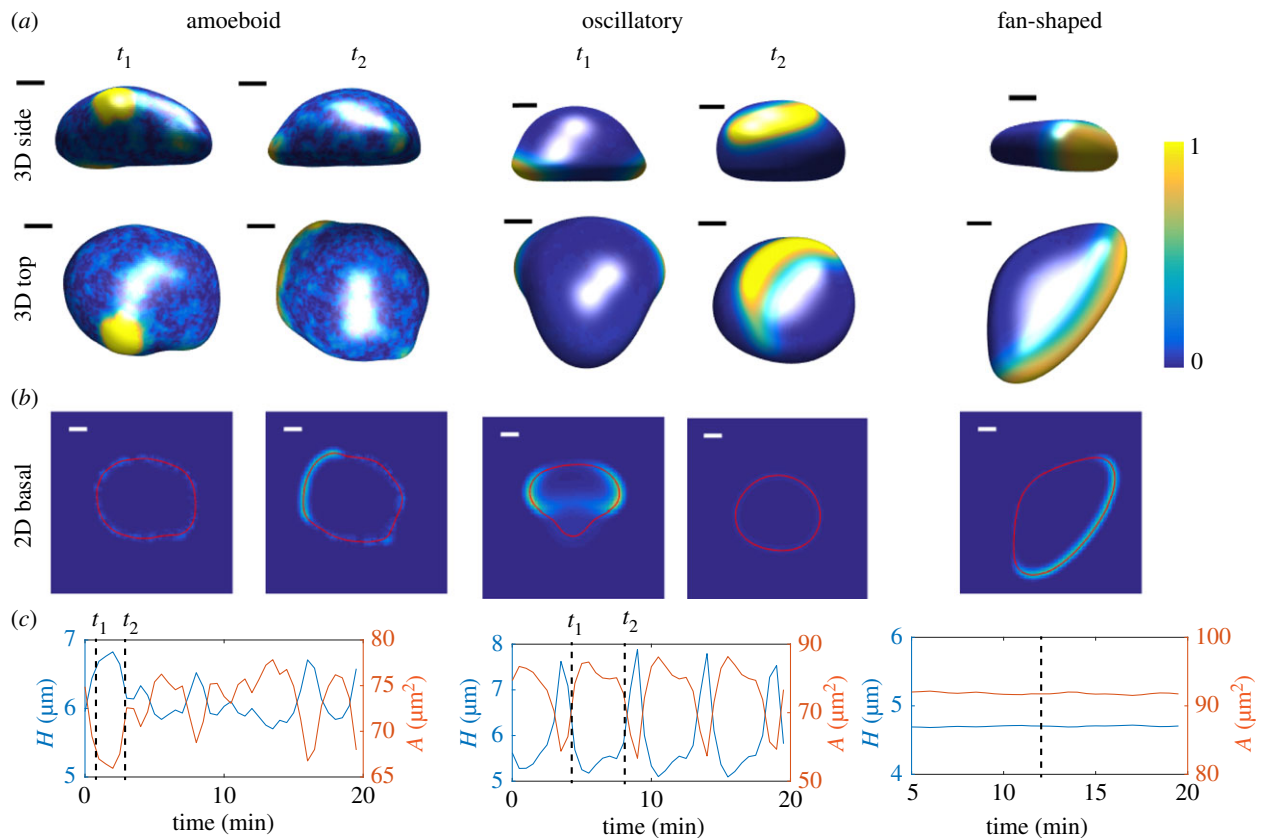 (a) amoeboid oscillatory fan-shaped
t1 t2 t1 t2
3D side
1
0
3D top
(b)
2D basal
(c) t1 t2 t1 t2
7 80 8 90 6 100
H (µm) 6 75 70 A (µm²) H (µm) 7 6 70 A (µm²) H (µm) 5 90 A (µm²)
5 65 5 50 4 80
0 10 20 0 10 20 5 10 15 20
time (min) time (min) time (min)